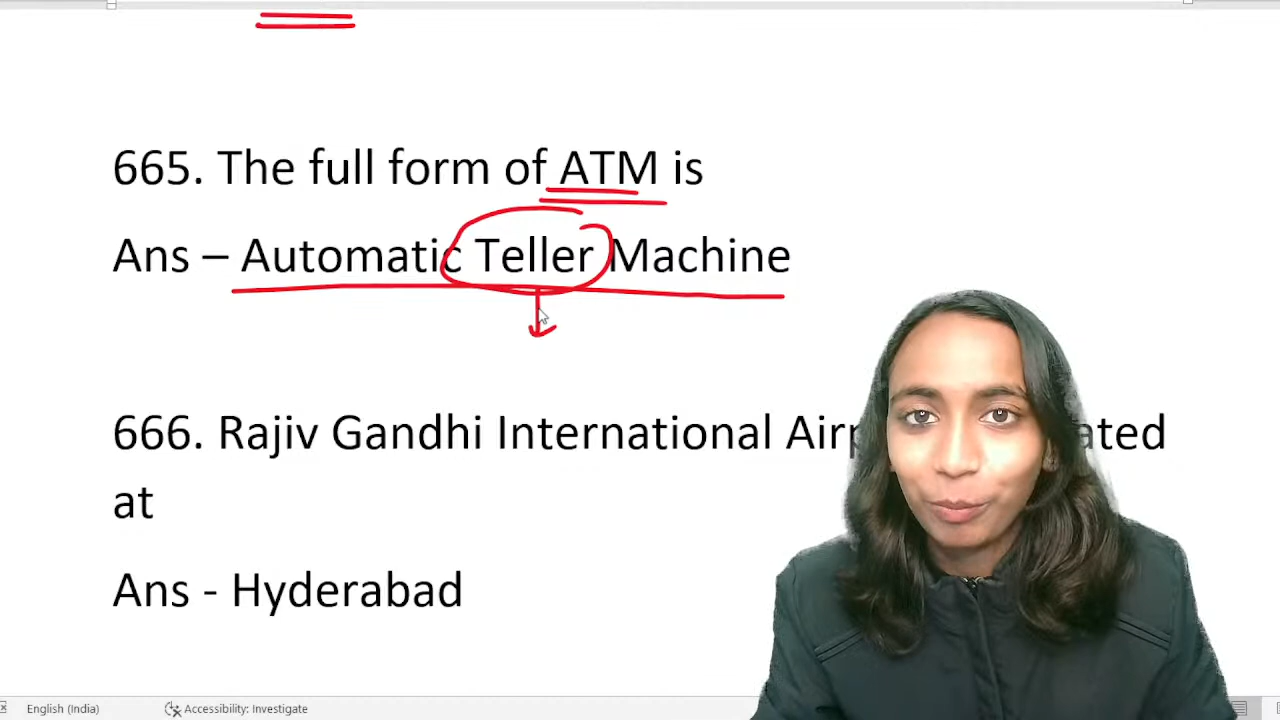 665. The full form of ATM is
Ans – Automatic Teller Machine
666. Rajiv Gandhi International
at
Ans - Hyderabad
English (India) Accessibility: Investigate